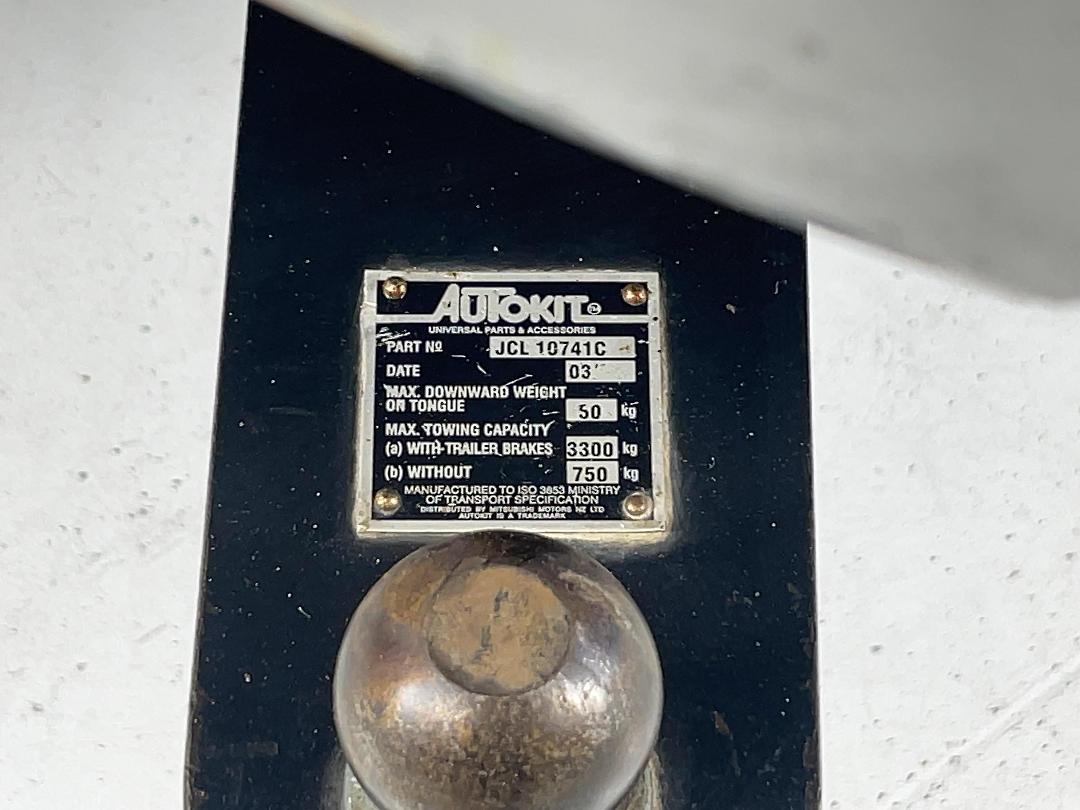 AUTOKIT TM
UNIVERSAL PARTS & ACCESSORIES
PART Nº JCL 10741C
DATE 03
MAX. DOWNWARD WEIGHT
ON TONGUE 50 kg
MAX. TOWING CAPACITY
(a) WITH TRAILER BRAKES 3300 kg
(b) WITHOUT 750 kg
MANUFACTURED TO ISO 3853 MINISTRY
OF TRANSPORT SPECIFICATION
DISTRIBUTED BY MITSUBISHI MOTORS NZ LTD
AUTOKIT IS A TRADEMARK